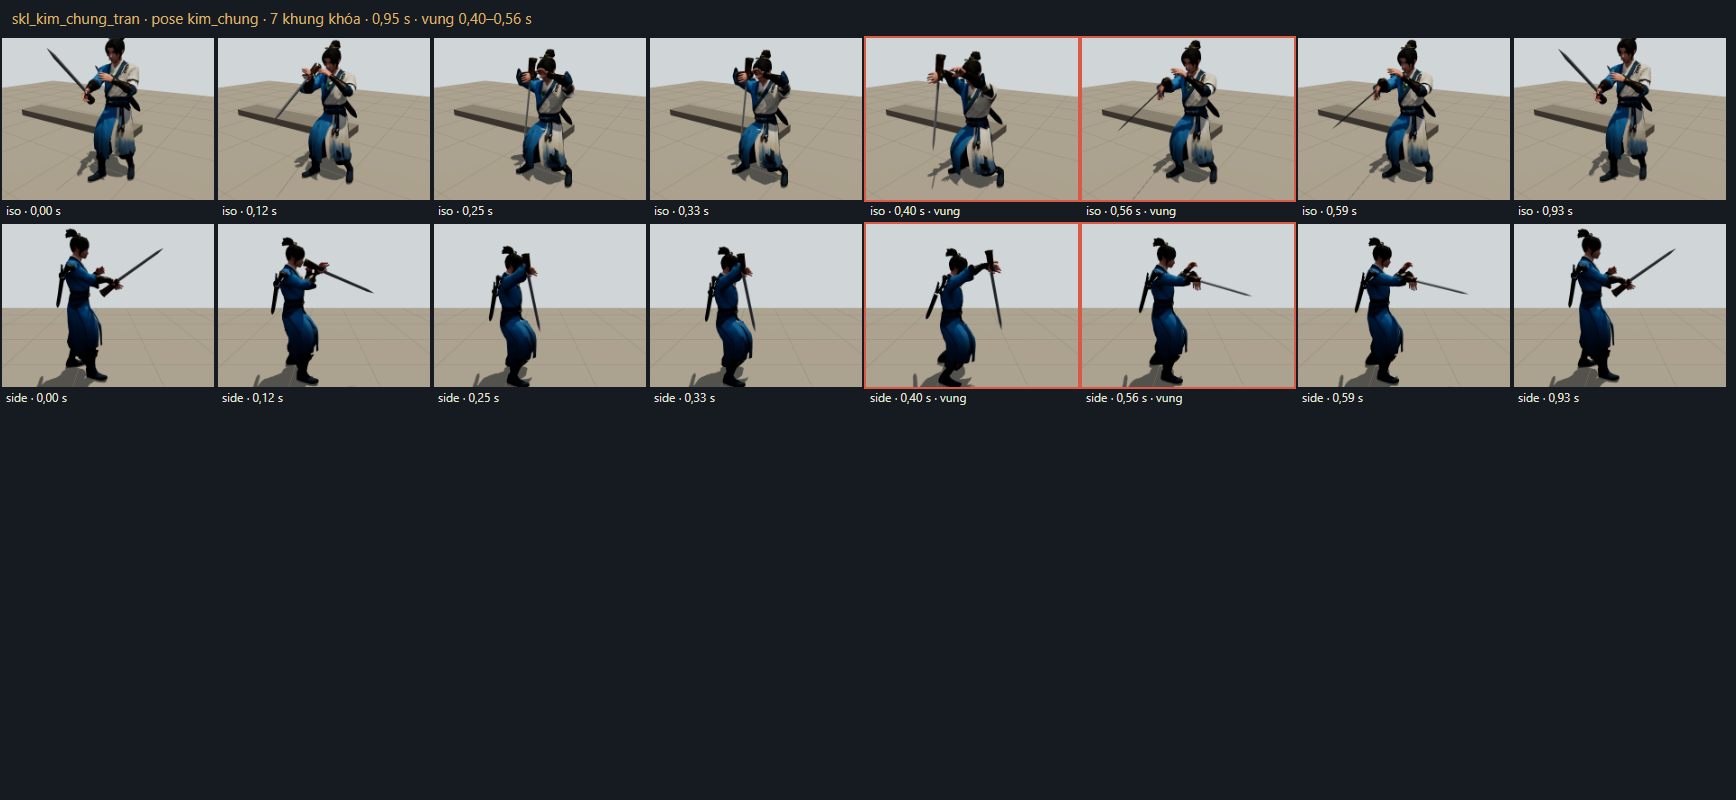 skl_kim_chung_tran · pose kim_chung · 7 khung khóa · 0,95 s · vung 0,40–0,56 s
iso · 0,00 s
iso · 0,12 s
iso · 0,25 s
iso · 0,33 s
iso · 0,40 s · vung
iso · 0,56 s · vung
iso · 0,59 s
iso · 0,93 s
side · 0,00 s
side · 0,12 s
side · 0,25 s
side · 0,33 s
side · 0,40 s · vung
side · 0,56 s · vung
side · 0,59 s
side · 0,93 s